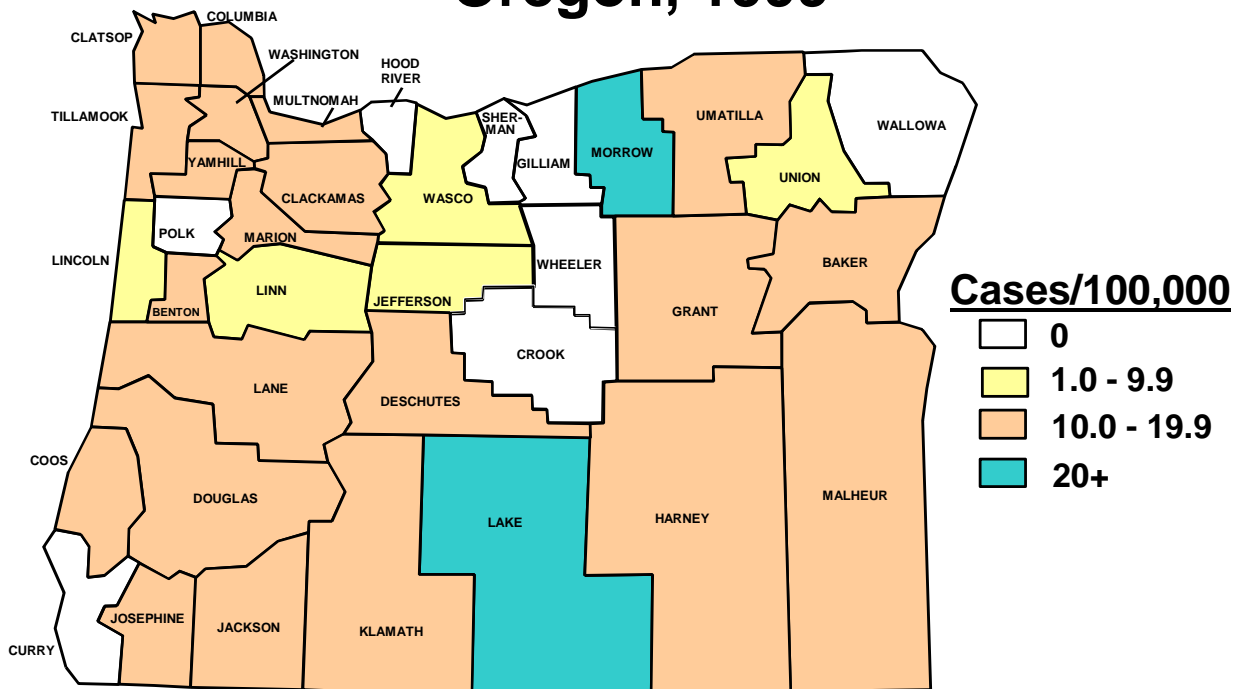 COLUMBIA
CLATSOP
WASHINGTON
HOOD
RIVER
MULTNOMAH
TILLAMOOK
SHER-
MAN
UMATILLA
WALLOWA
YAMHILL
GILLIAM
MORROW
UNION
CLACKAMAS
WASCO
POLK
MARION
LINCOLN
WHEELER
BAKER
LINN
JEFFERSON
BENTON
GRANT
CROOK
LANE
DESCHUTES
COOS
DOUGLAS
LAKE
HARNEY
MALHEUR
JOSEPHINE
JACKSON
KLAMATH
CURRY
Cases/100,000
0
1.0 - 9.9
10.0 - 19.9
20+